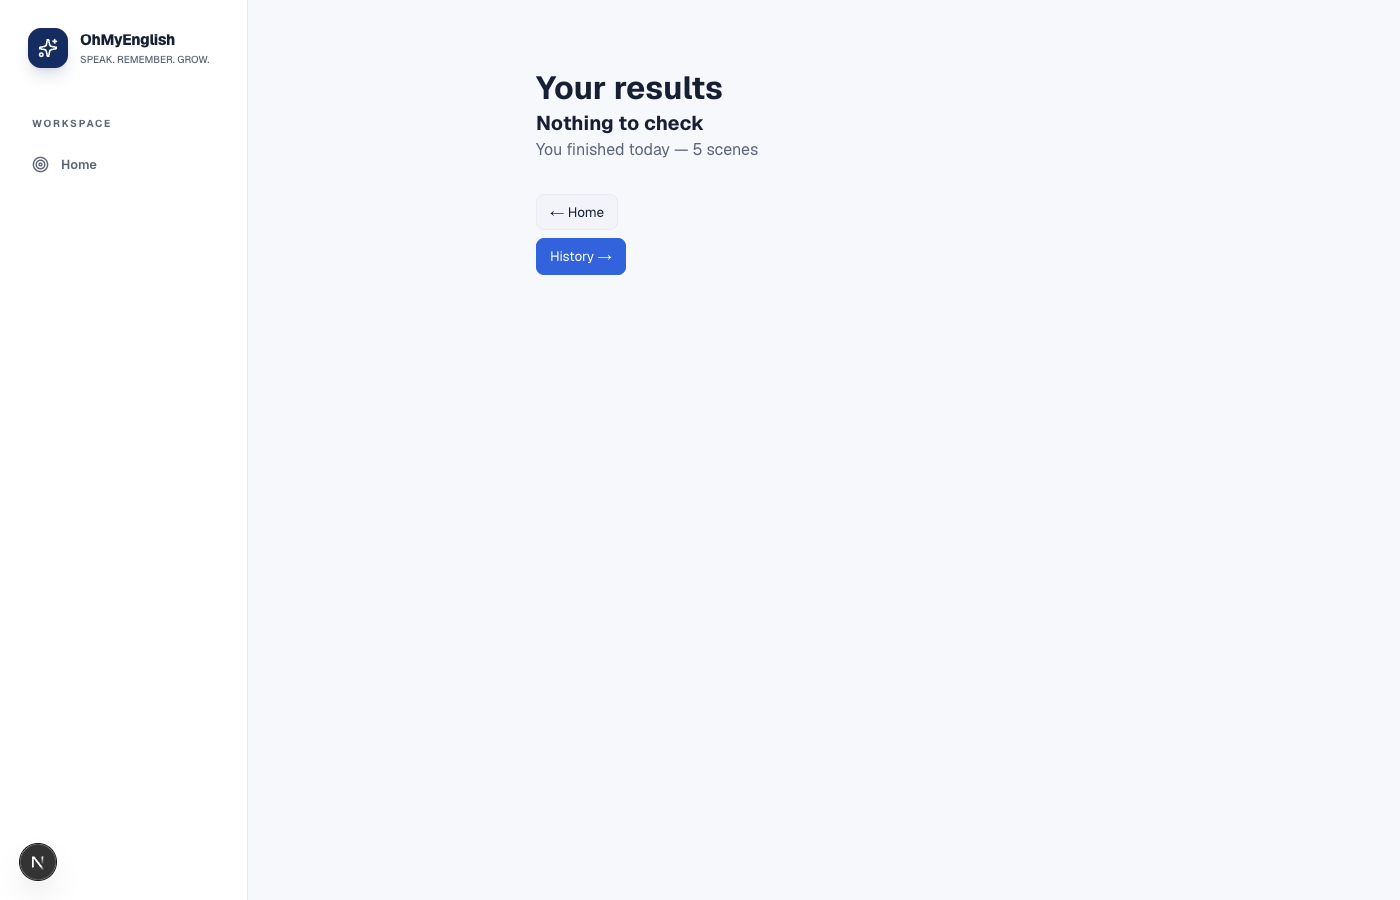 OhMyEnglish
SPEAK. REMEMBER. GROW.
WORKSPACE
Home
Your results
Nothing to check
You finished today — 5 scenes
← Home
History →
N